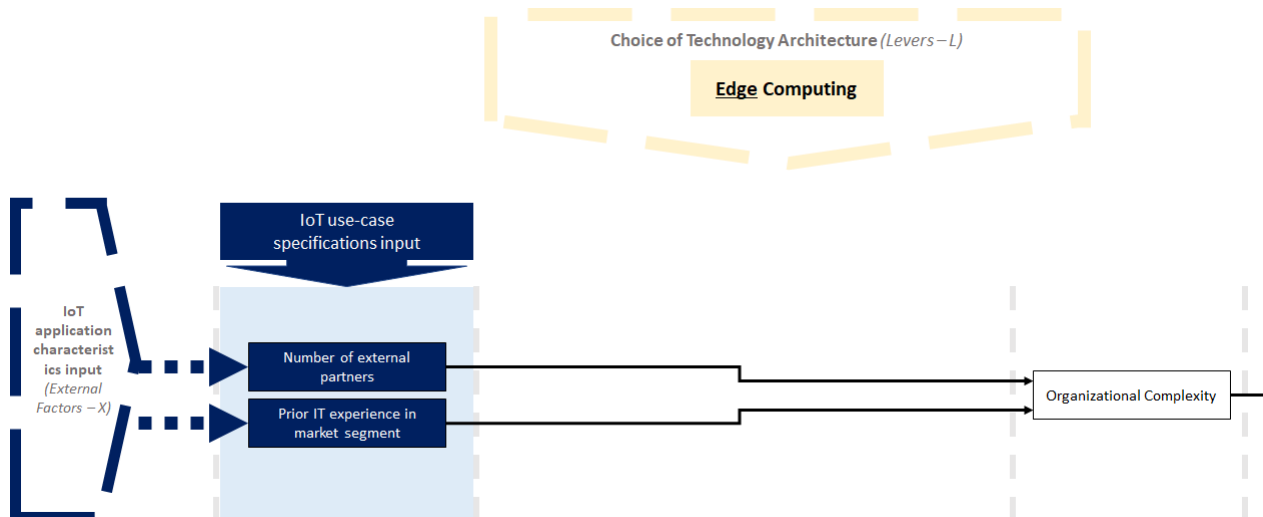 Choice of Technology Architecture (Levers – L)
Edge Computing
IoT use-case
specifications input
IoT
application
characterist
ics input
(External
Factors – X)
Number of external
partners
Prior IT experience in
market segment
Organizational Complexity